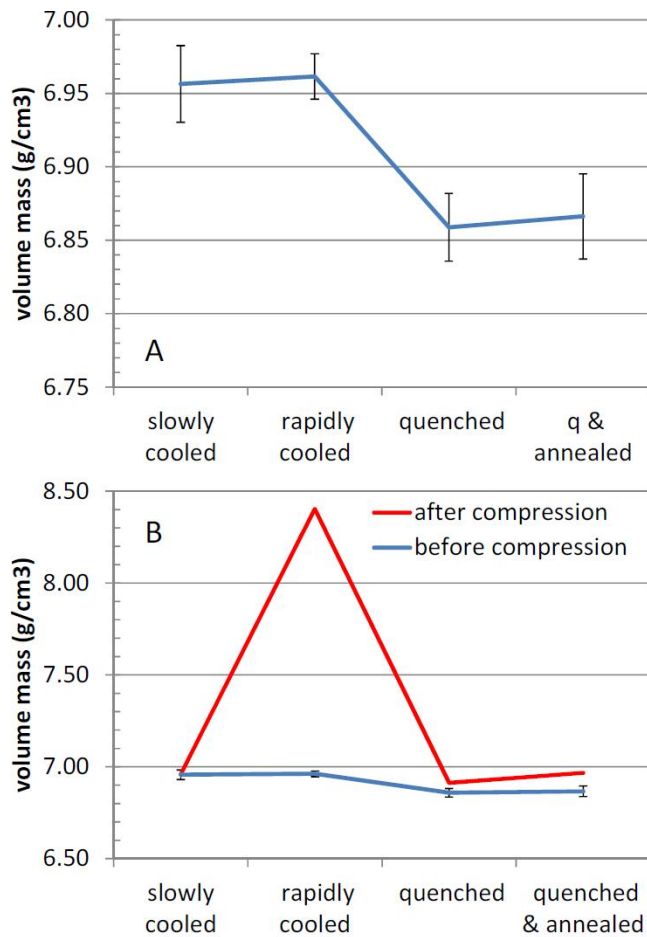 7.00
6.95
6.90
6.85
6.80
6.75
volume mass (g/cm3)
A
slowly cooled
rapidly cooled
quenched
q & annealed
8.50
8.00
7.50
7.00
6.50
volume mass (g/cm3)
B
after compression
before compression
slowly cooled
rapidly cooled
quenched
quenched & annealed